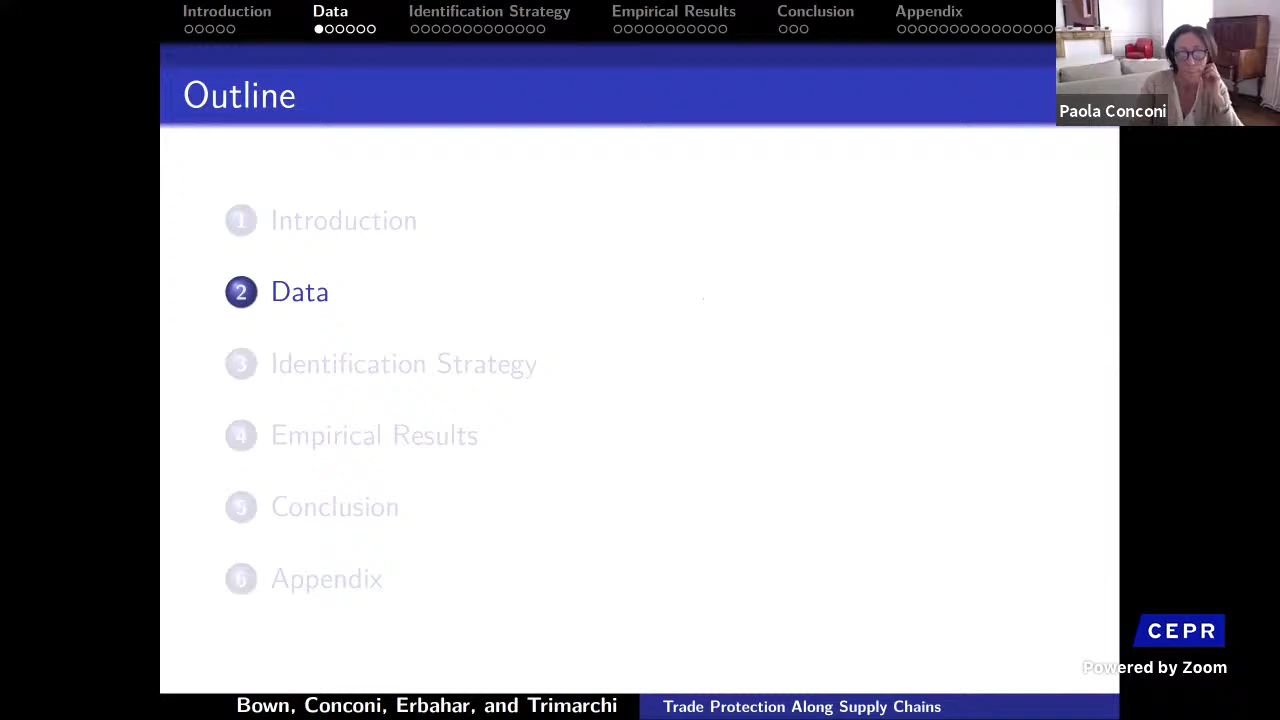 Introduction Data Identification Strategy Empirical Results Conclusion Appendix
Outline
Paola Conconi
1 Introduction
2 Data
3 Identification Strategy
4 Empirical Results
5 Conclusion
6 Appendix
CEPR
Powered by Zoom
Bown, Conconi, Erbahar, and Trimarchi Trade Protection Along Supply Chains